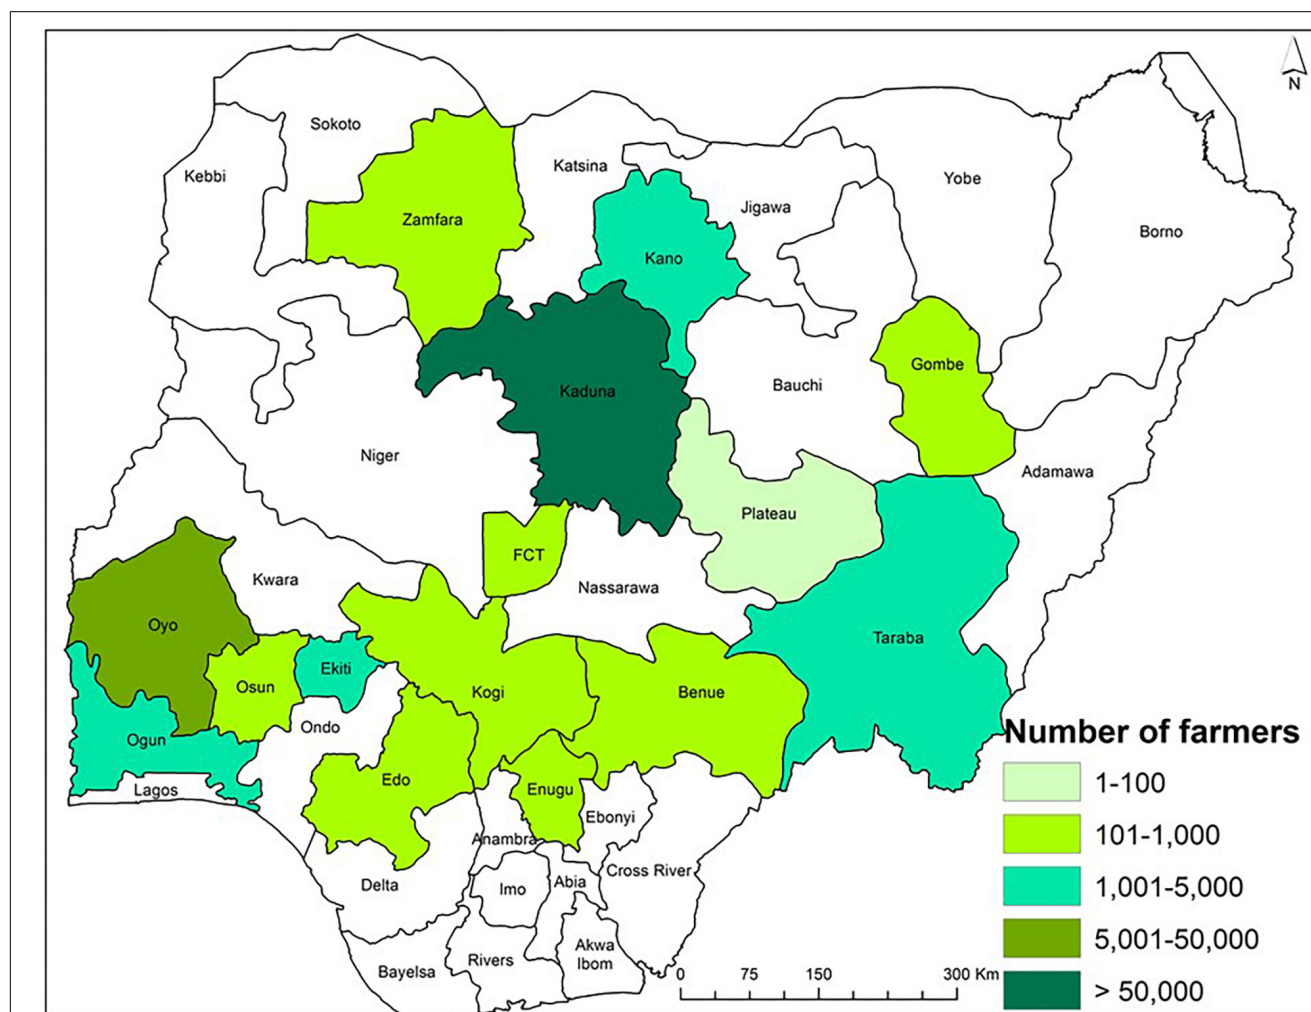 N
Sokoto
Katsina
Kebbi
Yobe
Jigawa
Zamfara
Borno
Kano
Gombe
Bauchi
Kaduna
Niger
Adamawa
Plateau
FCT
Kwara
Nassarawa
Oyo
Taraba
Ekiti
Osun
Kogi
Benue
Ondo
Ogun
Edo
Lagos
Enugu
Ebonyi
Anambra
Cross River
Abia
Delta
Imo
Akwa
Ibom
Rivers
Bayelsa
Number of farmers
1-100
101-1,000
1,001-5,000
5,001-50,000
> 50,000
0 75 150 300 Km